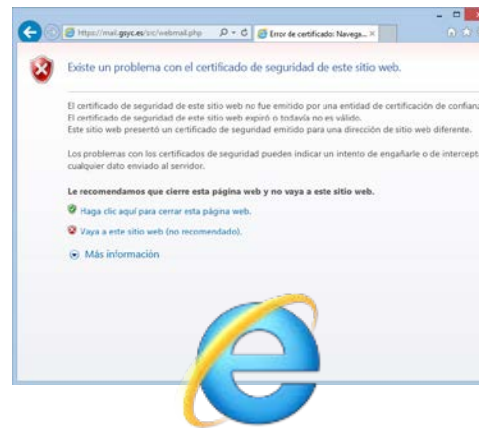 https://mail.gsyc.es/src/webmail.php
Error de certificado: Navega...
Existe un problema con el certificado de seguridad de este sitio web.
El certificado de seguridad de este sitio web no fue emitido por una entidad de certificación de
El certificado de seguridad de este sitio web expiró o todavía no es válido.
Este sitio web presentó un certificado de seguridad emitido para una dirección de sitio web diferente.
Los problemas con los certificados de seguridad pueden indicar un intento de engañarle o de
cualquier dato enviado al servidor.
Le recomendamos que cierre esta página web y no vaya a este sitio web.
Haga clic aquí para cerrar esta página web.
Vaya a este sitio web (no recomendado).
Más información